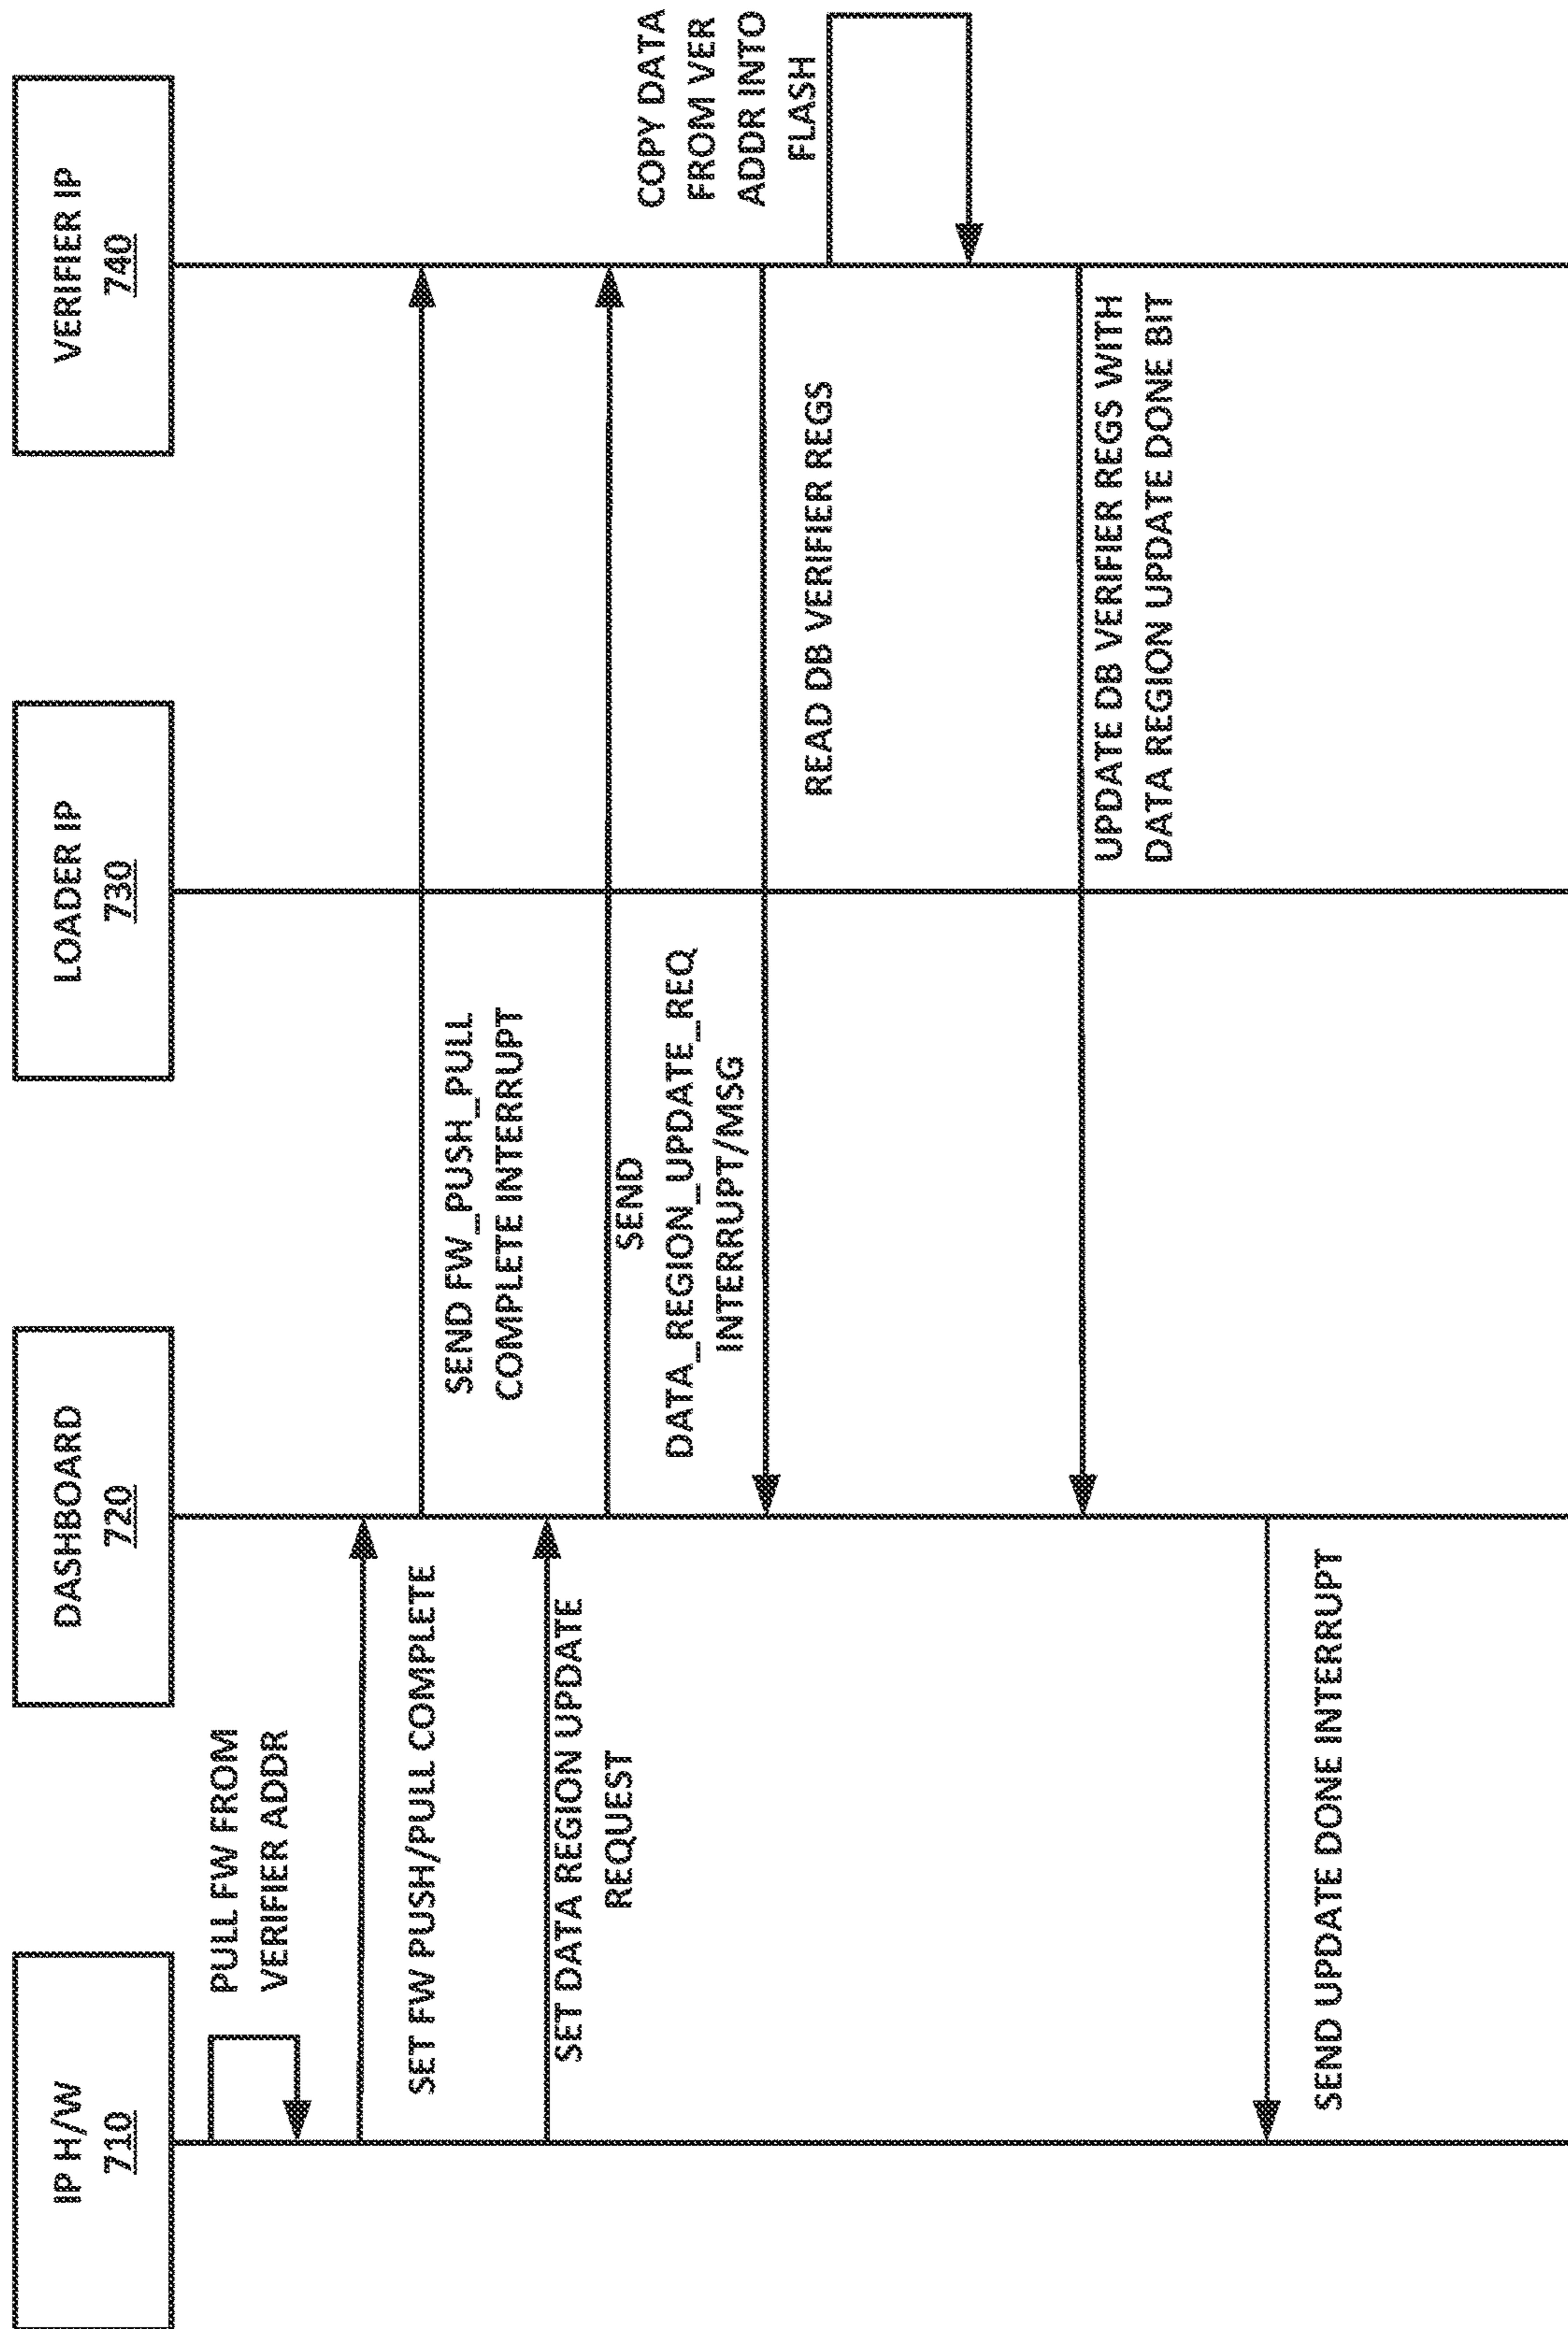 IP H/W
710
DASHBOARD
720
LOADER IP
730
VERIFIER IP
740
PULL FW FROM
VERIFIER ADDR
SET FW PUSH/PULL COMPLETE
SEND FW_PUSH_PULL
COMPLETE INTERRUPT
SET DATA REGION UPDATE
REQUEST
SEND
DATA_REGION_UPDATE_REQ
INTERRUPT/MSG
READ DB VERIFIER REGS
COPY DATA
FROM VER
ADDR INTO
FLASH
UPDATE DB VERIFIER REGS WITH
DATA REGION UPDATE DONE BIT
SEND UPDATE DONE INTERRUPT